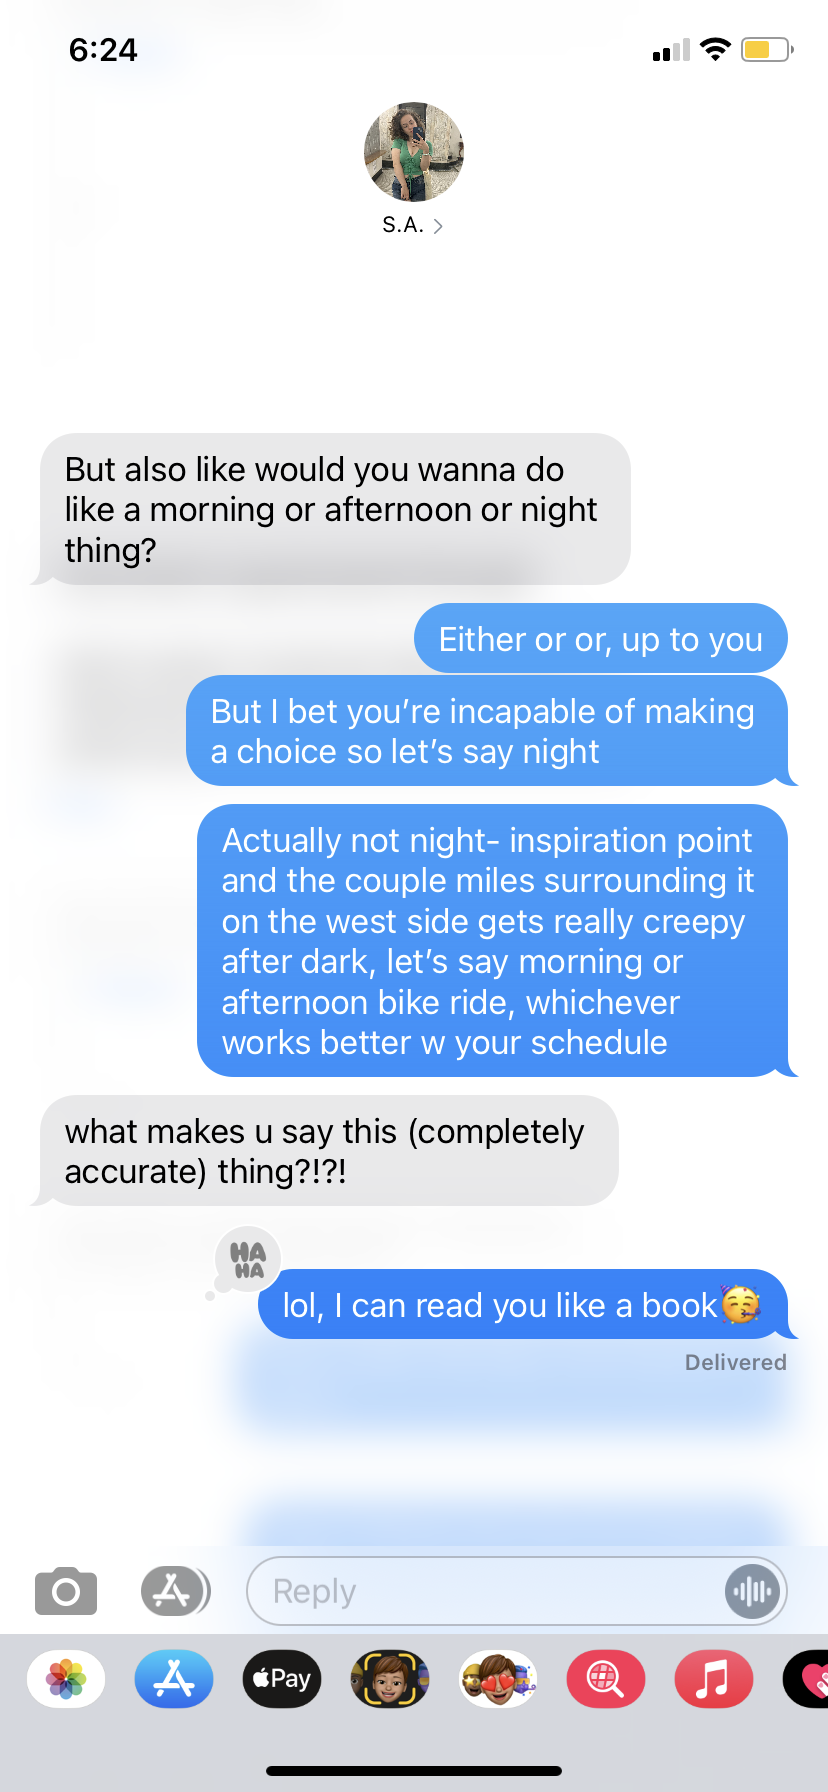 6:24
S.A.
But also like would you wanna do
like a morning or afternoon or night
thing?
Either or or, up to you
But I bet you’re incapable of making
a choice so let’s say night
Actually not night- inspiration point
and the couple miles surrounding it
on the west side gets really creepy
after dark, let’s say morning or
afternoon bike ride, whichever
works better w your schedule
what makes u say this (completely
accurate) thing?!?!
HA
HA
lol, I can read you like a book🥳
Delivered
Reply
Pay